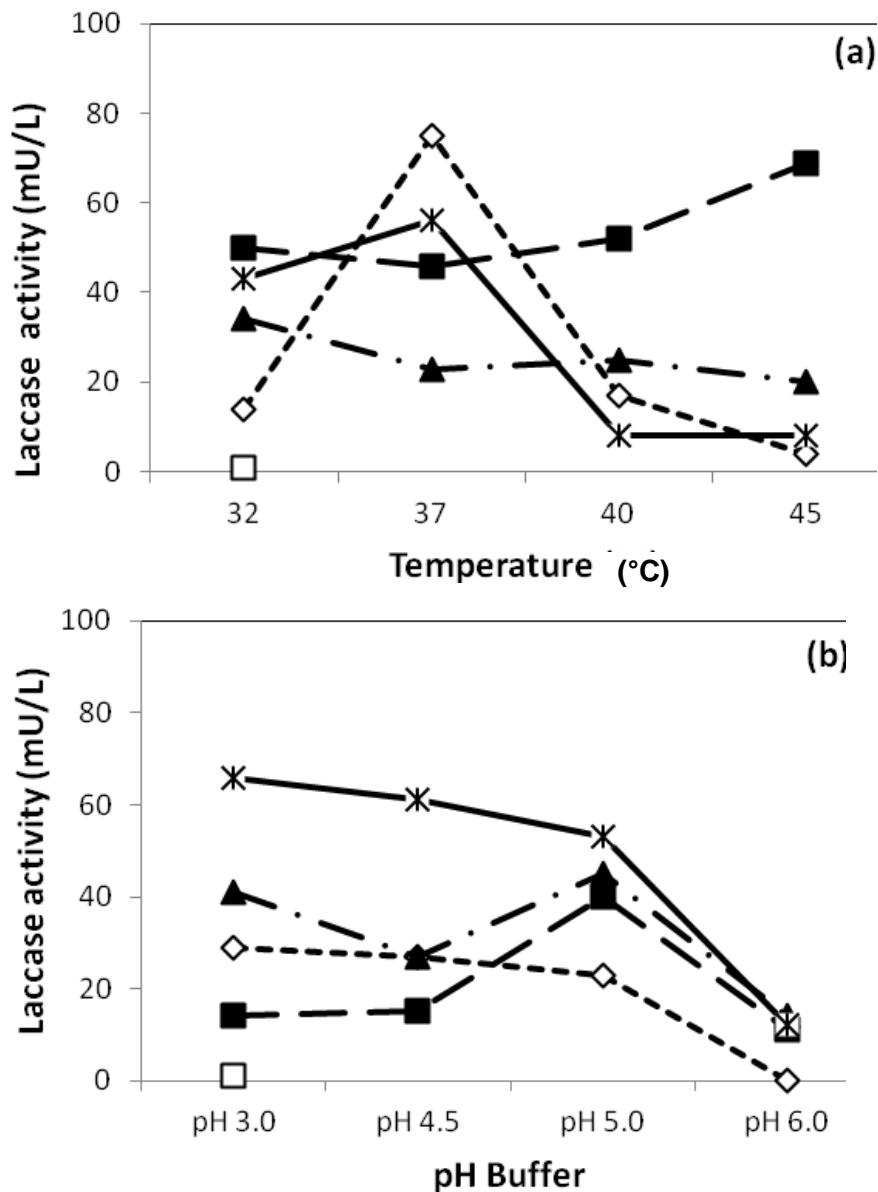 (a)
Laccase activity (mU/L)
100
80
60
40
20
0
32 37 40 45
Temperature (°C)
(b)
Laccase activity (mU/L)
100
80
60
40
20
0
pH 3.0 pH 4.5 pH 5.0 pH 6.0
pH Buffer